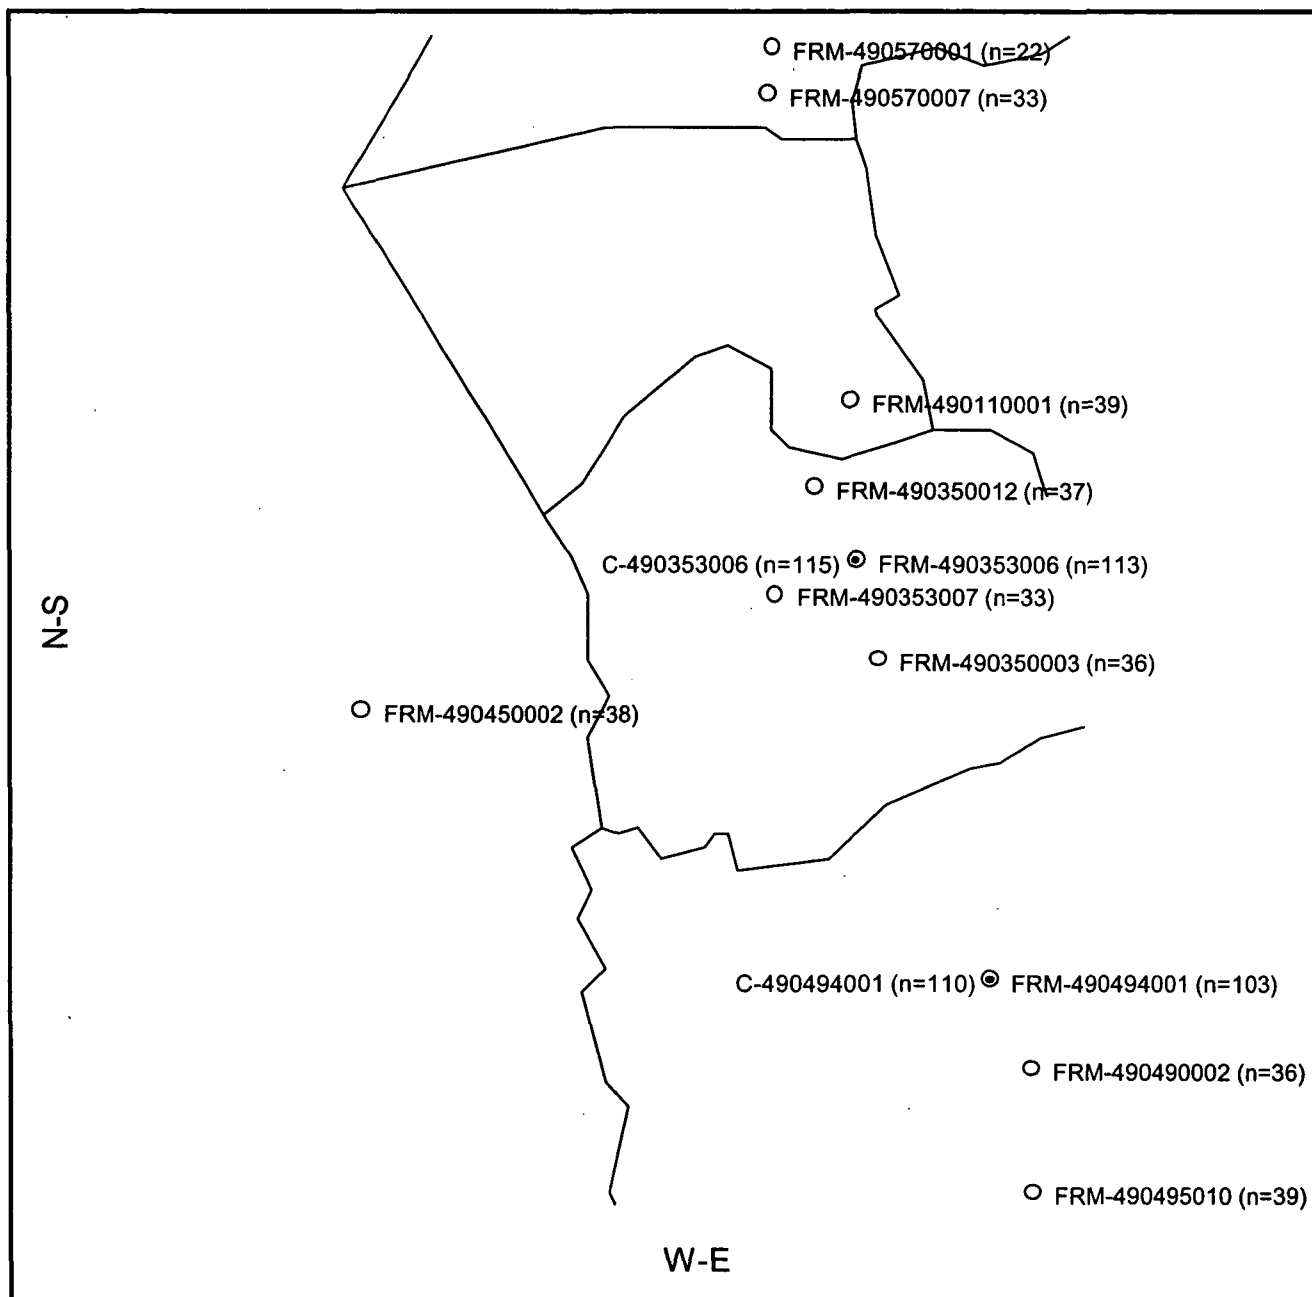 FRM-490570001 (n=22)
FRM-490570007 (n=33)
FRM-490110001 (n=39)
FRM-490350012 (n=37)
C-490353006 (n=115) FRM-490353006 (n=113)
FRM-490353007 (n=33)
N-S
FRM-490350003 (n=36)
FRM-490450002 (n=38)
C-490494001 (n=110) FRM-490494001 (n=103)
FRM-490490002 (n=36)
FRM-490495010 (n=39)
W-E